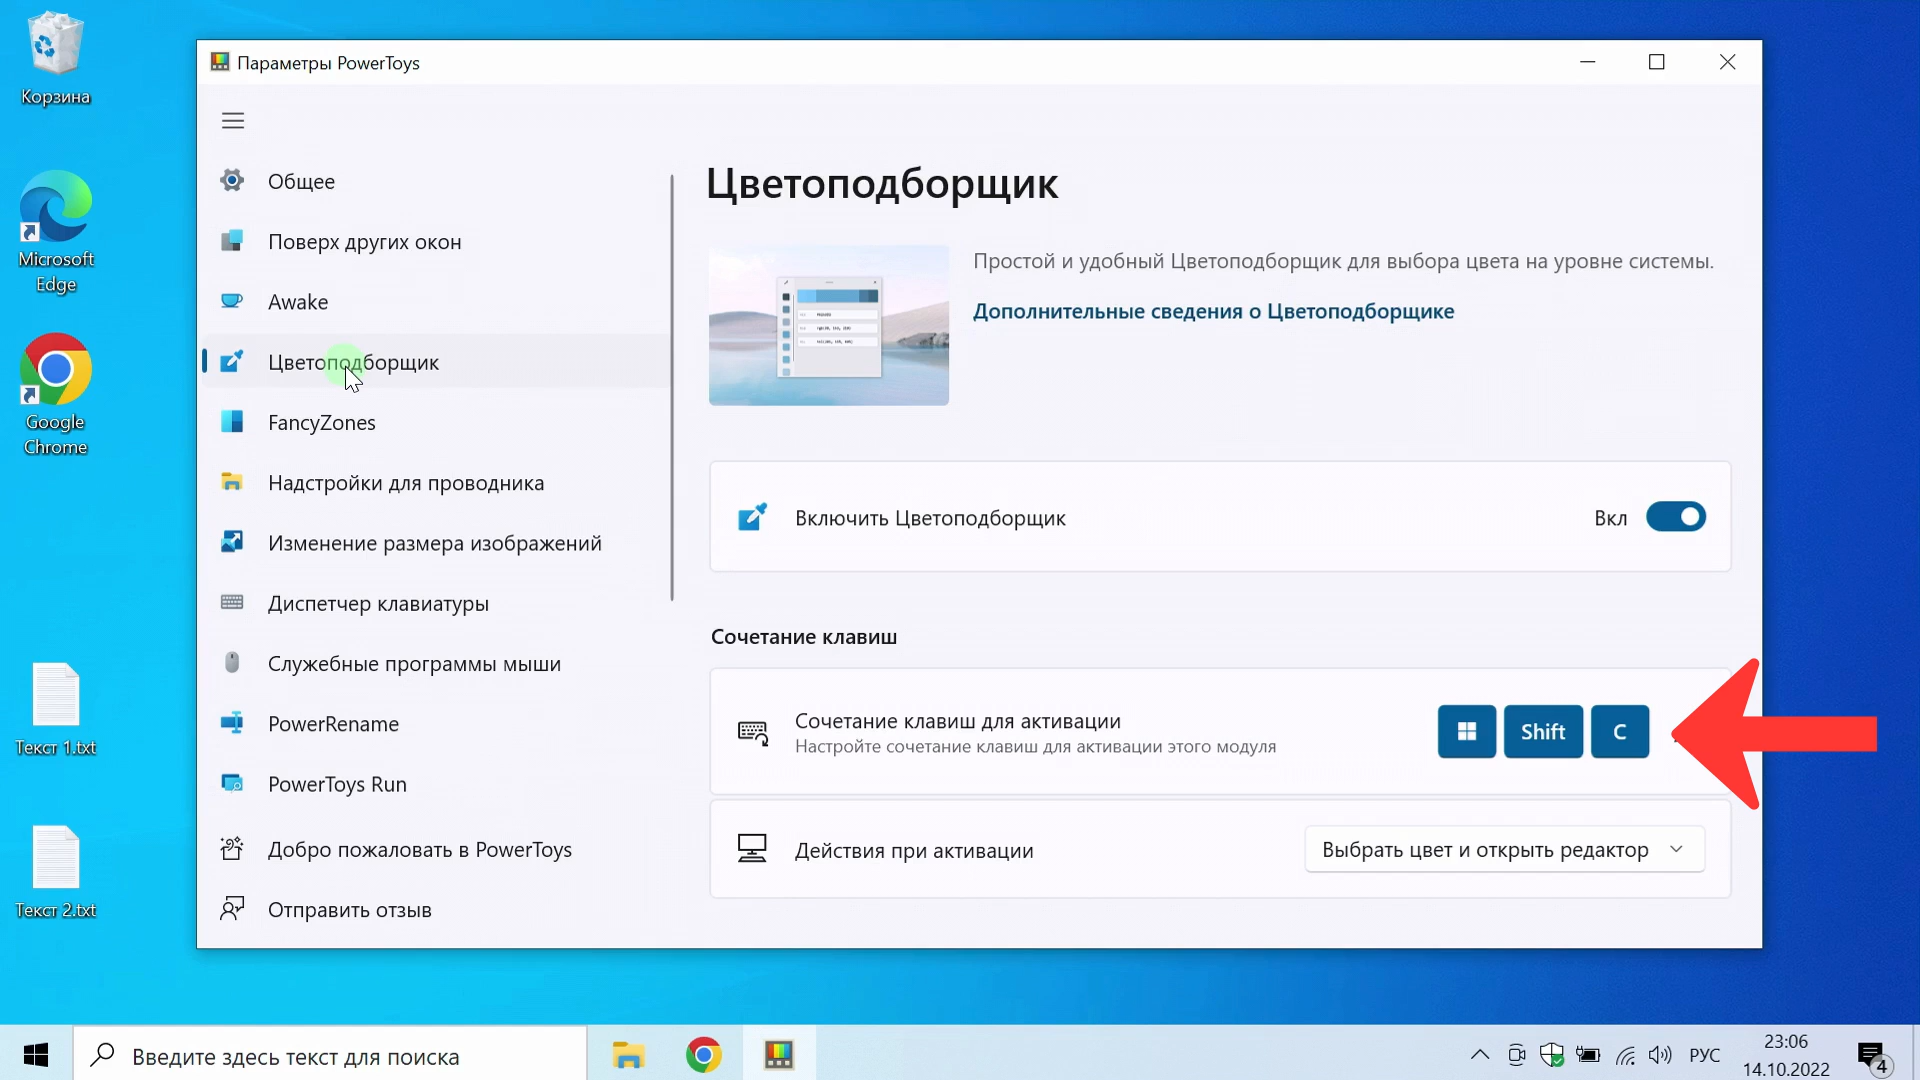 Корзина
Microsoft
Edge
Google
Chrome
Текст 1.txt
Текст 2.txt
Параметры PowerToys
Общее
Поверх других окон
Awake
Цветоподборщик
FancyZones
Надстройки для проводника
Изменение размера изображений
Диспетчер клавиатуры
Служебные программы мыши
PowerRename
PowerToys Run
Добро пожаловать в PowerToys
Отправить отзыв
Цветоподборщик
Простой и удобный Цветоподборщик для выбора цвета на уровне системы.
Дополнительные сведения о Цветоподборщике
Включить Цветоподборщик
Вкл
Сочетание клавиш
Сочетание клавиш для активации
Настройте сочетание клавиш для активации этого модуля
Shift
C
Действия при активации
Выбрать цвет и открыть редактор
Введите здесь текст для поиска
РУС
23:06
14.10.2022
4